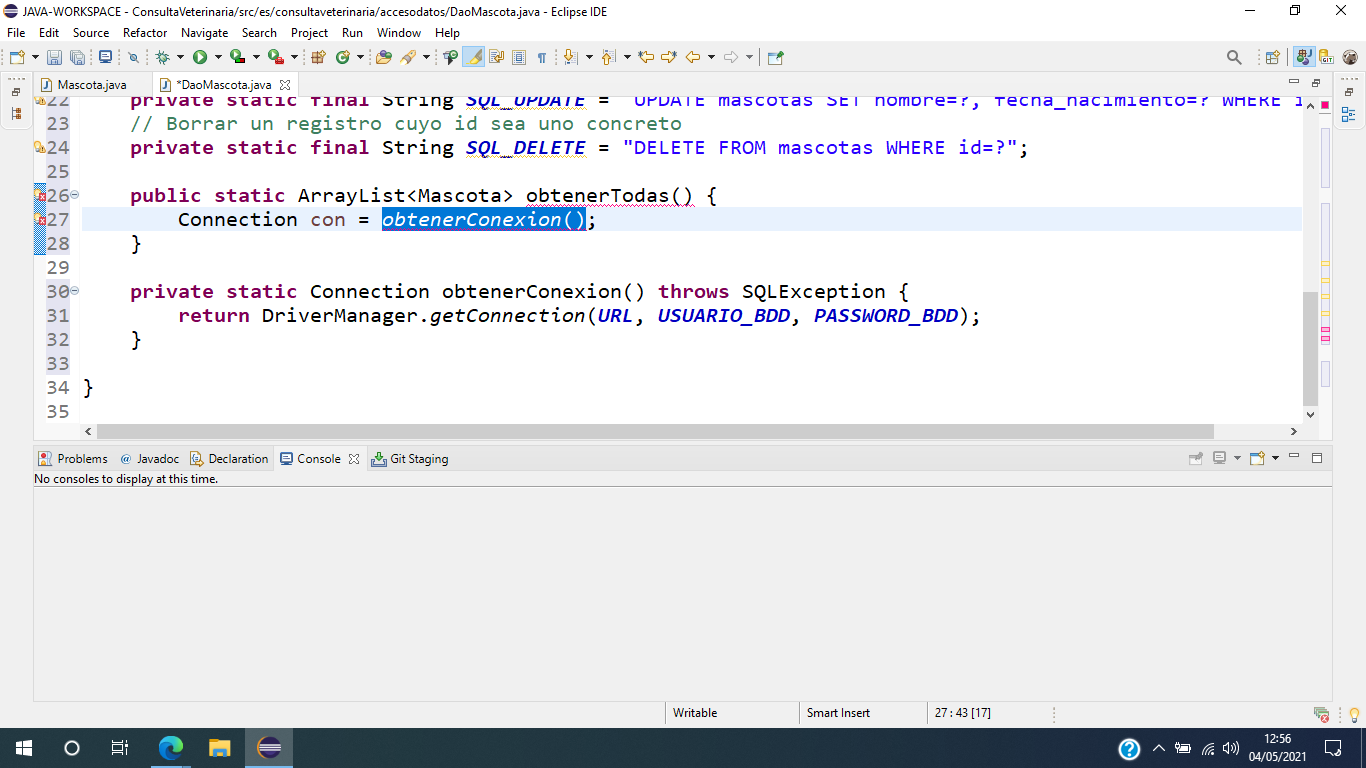 JAVA-WORKSPACE - ConsultaVeterinaria/src/es/consultaveterinaria/accesodatos/DaoMascota.java - Eclipse IDE
File Edit Source Refactor Navigate Search Project Run Window Help
Mascota.java *DaoMascota.java
22 private static final String SQL_UPDATE = "UPDATE mascotas SET nombre=?, fecha_nacimiento=? WHERE i
23 // Borrar un registro cuyo id sea uno concreto
24 private static final String SQL_DELETE = "DELETE FROM mascotas WHERE id=?";
25
26 public static ArrayList<Mascota> obtenerTodas() {
27 Connection con = obtenerConexion();
28 }
29
30 private static Connection obtenerConexion() throws SQLException {
31 return DriverManager.getConnection(URL, USUARIO_BDD, PASSWORD_BDD);
32 }
33
34 }
35
Problems @ Javadoc Declaration Console Git Staging
No consoles to display at this time.
Writable Smart Insert 27 : 43 [17]
12:56
04/05/2021